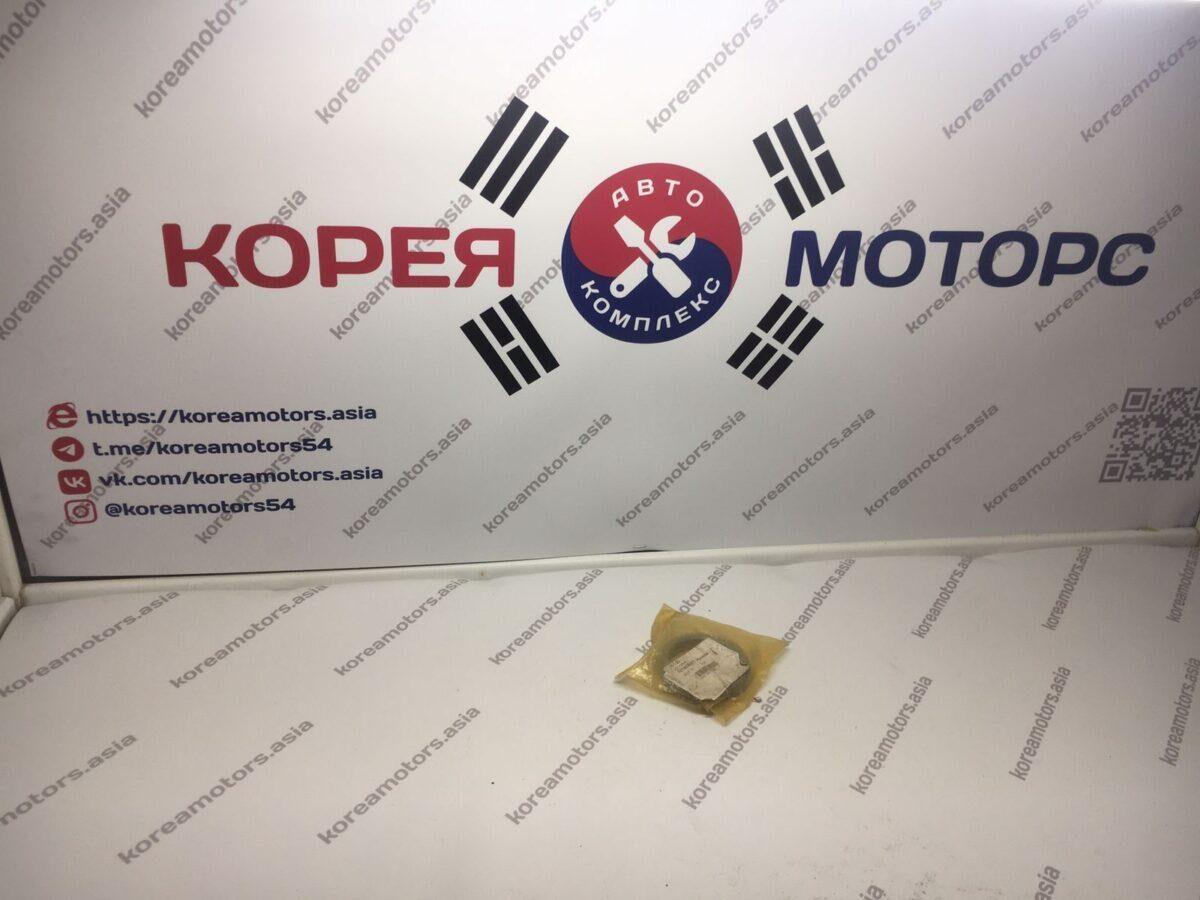 КОРЕЯ
АВТО
КОМПЛЕКС
МОТОРС
https://koreamotors.asia
t.me/koreamotors54
vk.com/koreamotors.asia
@koreamotors54
koreamotors.asia